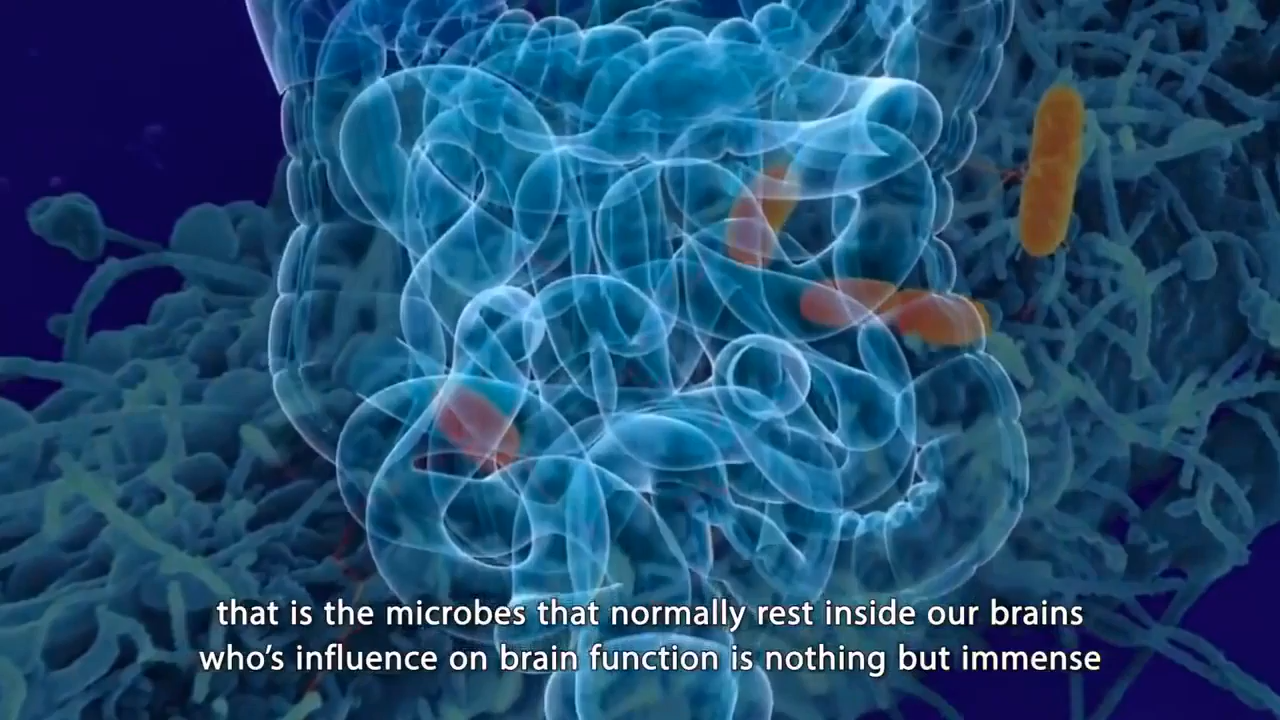 that is the microbes that normally rest inside our brains
who's influence on brain function is nothing but immense